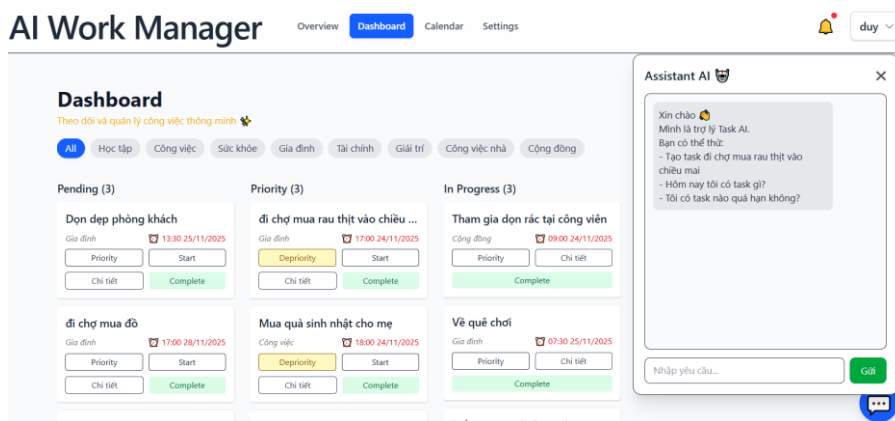 AI Work Manager
Overview Dashboard Calendar Settings
duy
Dashboard
Theo dõi và quản lý công việc thông minh
All Học tập Công việc Sức khỏe Gia đình Tài chính Giải trí Công việc nhà Cộng đồng
Pending (3)
Dọn dẹp phòng khách
Gia đình 13:30 25/11/2025
Priority Start
Chi tiết Complete
đi chợ mua đồ
Gia đình 17:00 28/11/2025
Priority Start
Chi tiết Complete
Priority (3)
đi chợ mua rau thịt vào chiều ...
Gia đình 17:00 24/11/2025
Depriority Start
Chi tiết Complete
Mua quà sinh nhật cho mẹ
Công việc 18:00 24/11/2025
Depriority Start
Chi tiết Complete
In Progress (3)
Tham gia dọn rác tại công viên
Cộng đồng 09:00 24/11/2025
Priority Chi tiết
Complete
Về quê chơi
Gia đình 07:30 25/11/2025
Priority Chi tiết
Complete
Assistant AI
Xin chào
Mình là trợ lý Task AI.
Bạn có thể thử:
- Tạo task đi chợ mua rau thịt vào
chiều mai
- Hôm nay tôi có task gì?
- Tôi có task nào quá hạn không?
Nhập yêu cầu...
Gửi